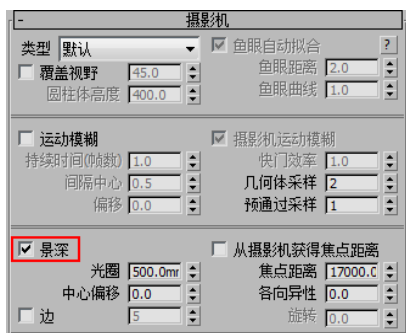 - 摄影机
类型 默认 ☑ 鱼眼自动拟合 ?
覆盖视野 45.0 鱼眼距离 2.0
圆柱体高度 400.0 鱼眼曲线 1.0
运动模糊 ☑ 摄影机运动模糊
持续时间(帧数) 1.0 快门效率 1.0
间隔中心 0.5 几何体采样 2
偏移 0.0 预通过采样 1
☑ 景深 从摄影机获得焦点距离
光圈 500.0mr 焦点距离 17000.0
中心偏移 0.0 各向异性 0.0
边 5 旋转 0.0